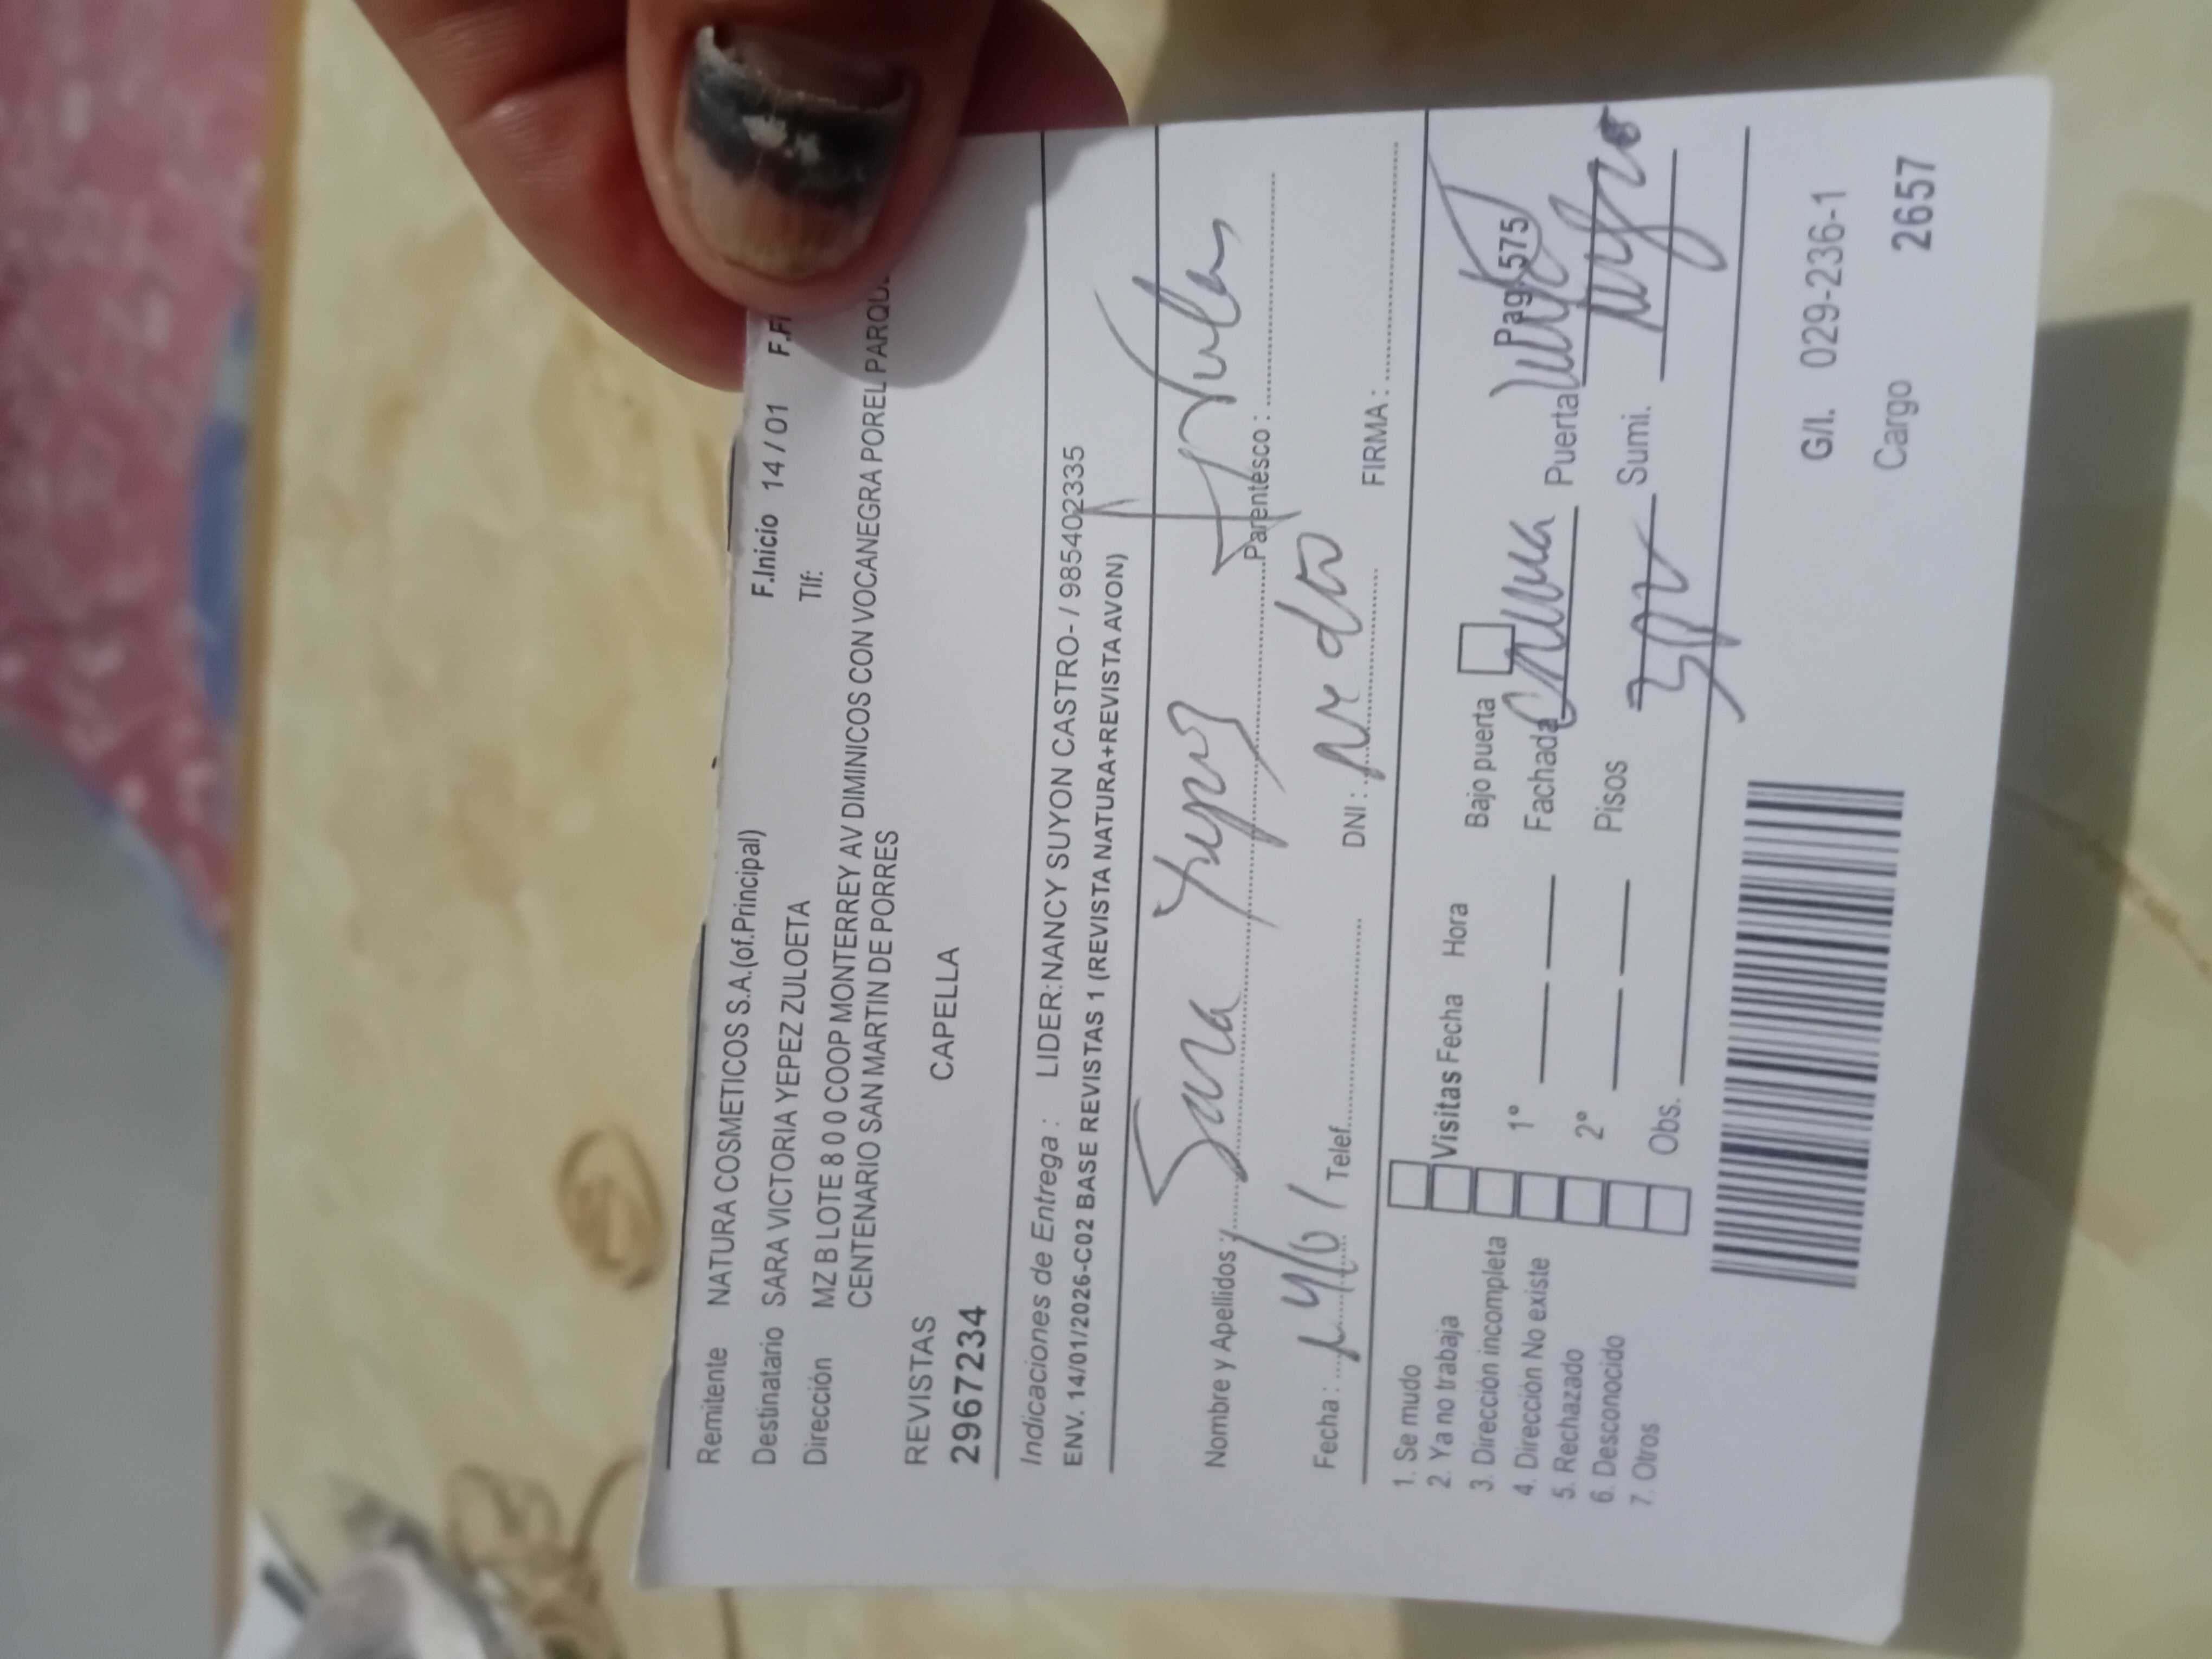 F.Inicio 14/01 F.Fi
Remitente NATURA COSMETICOS S.A.(of.Principal)
Tlf:
Destinatario SARA VICTORIA YEPEZ ZULOETA
Dirección MZ B LOTE 8 0 0 COOP MONTERREY AV DIMINICOS CON VOCANEGRA POREL PARQU
CENTENARIO SAN MARTIN DE PORRES
REVISTAS CAPELLA
2967234
Indicaciones de Entrega : LIDER:NANCY SUYON CASTRO- / 985402335
ENV. 14/01/2026-C02 BASE REVISTAS 1 (REVISTA NATURA+REVISTA AVON)
Nombre y Apellidos : Sara Yepez Parentesco :
Fecha : 14/01 Telef. DNI : FIRMA :
1. Se mudo
2. Ya no trabaja
3. Dirección incompleta
4. Dirección No existe
5. Rechazado
6. Desconocido
7. Otros
Visitas Fecha Hora Bajo puerta Pag 575
1° Fachada Puerta
2° Pisos Sumi. negro
Obs.
G/I. 029-236-1
Cargo 2657